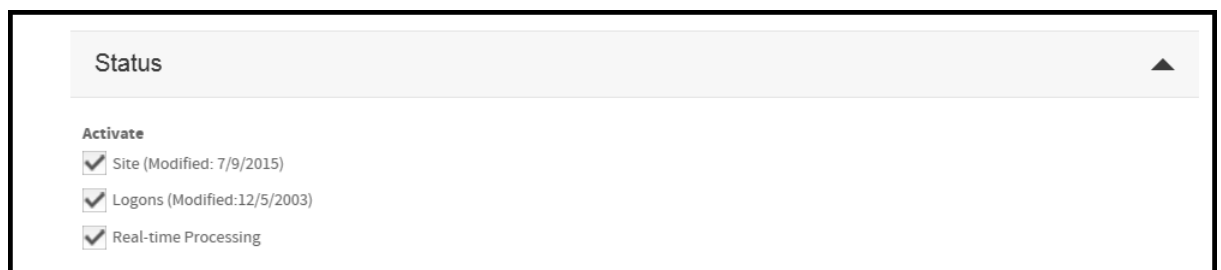 Status
Activate
Site (Modified: 7/9/2015)
Logons (Modified:12/5/2003)
Real-time Processing